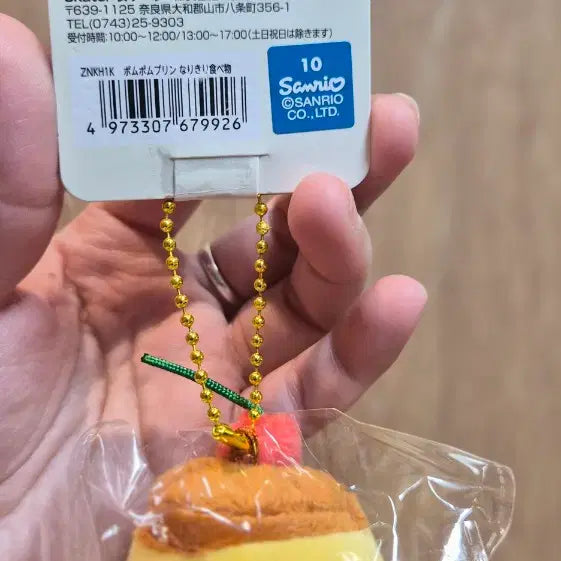 〒639-1125 奈良県大和郡山市八条町356-1
TEL(0743)25-9303
受付時間:10:00~12:00/13:00~17:00(土日祝日は除きます)
ZNKH1K ポムポムプリン なりきり食べ物
4 973307 679926
10
Sanrio
©SANRIO
CO.,LTD.